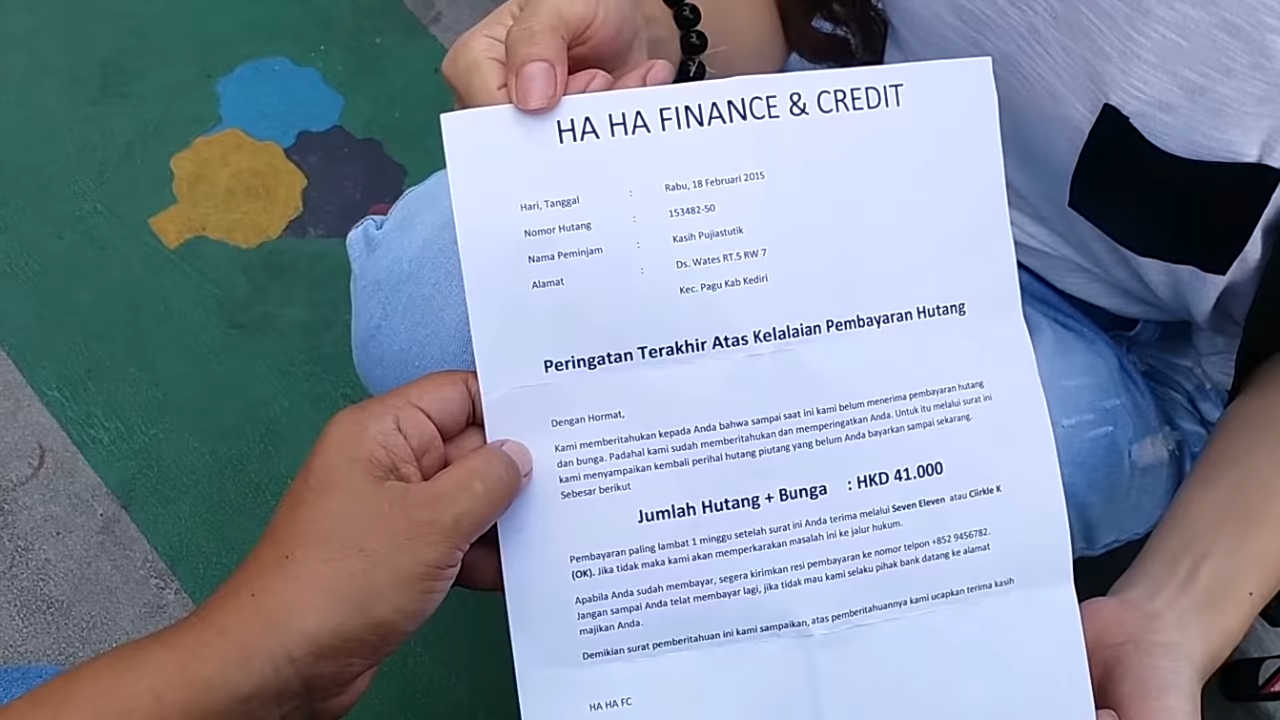 HA HA FINANCE & CREDIT
Hari, Tanggal : Rabu, 18 Februari 2015
Nomor Hutang : 153482-50
Nama Peminjam : Kasih Pujiastutik
Alamat : Ds. Wates RT.5 RW 7
Kec. Pagu Kab Kediri
Peringatan Terakhir Atas Kelalaian Pembayaran Hutang
Dengan Hormat,
Kami memberitahukan kepada Anda bahwa sampai saat ini kami belum menerima pembayaran hutang
dan bunga. Padahal kami sudah memberitahukan dan memperingatkan Anda. Untuk itu melalui surat ini
kami menyampaikan kembali perihal hutang piutang yang belum Anda bayarkan sampai sekarang.
Sebesar berikut
Jumlah Hutang + Bunga : HKD 41.000
Pembayaran paling lambat 1 minggu setelah surat ini Anda terima melalui Seven Eleven atau Ciirkle K
(OK). Jika tidak maka kami akan memperkarakan masalah ini ke jalur hukum.
Apabila Anda sudah membayar, segera kirimkan resi pembayaran ke nomor telpon +852 9456782.
Jangan sampai Anda telat membayar lagi, jika tidak mau kami selaku pihak bank datang ke alamat
majikan Anda.
Demikian surat pemberitahuan ini kami sampaikan, atas pemberitahuannya kami ucapkan terima kasih
HA HA FC